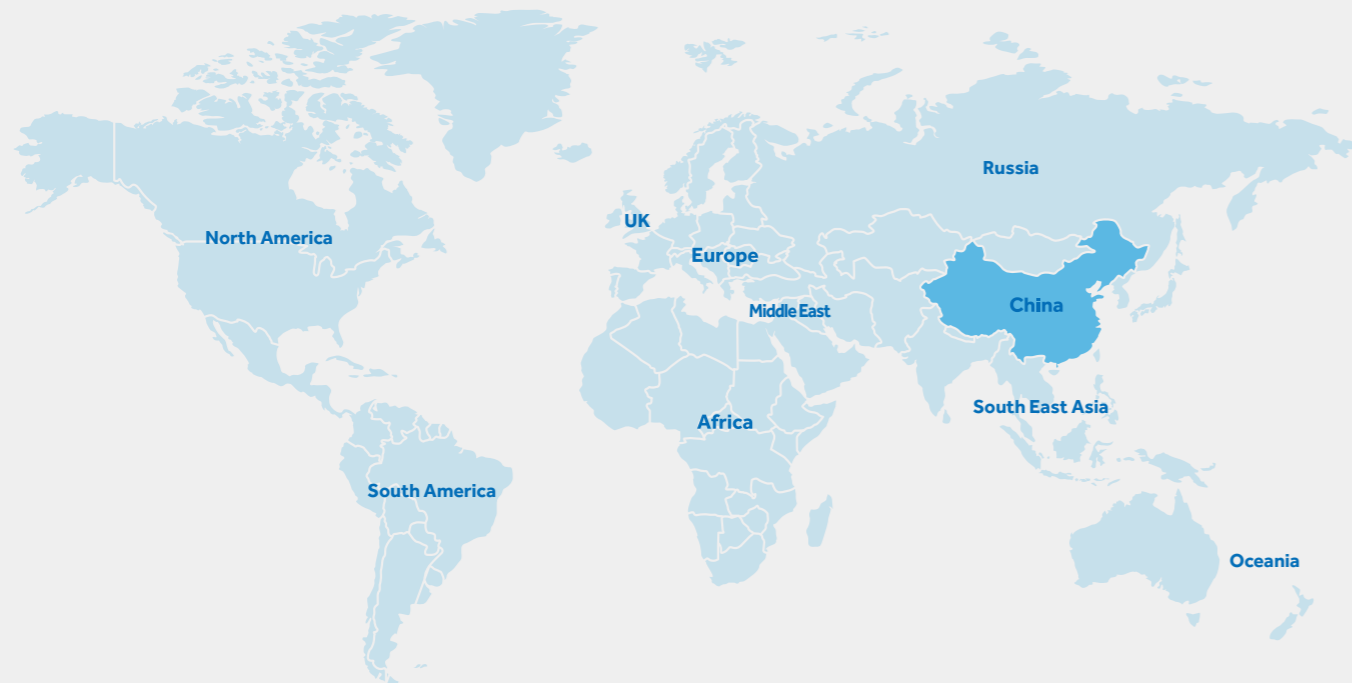 Russia
UK
North America
Europe
China
Middle East
South East Asia
Africa
South America
Oceania